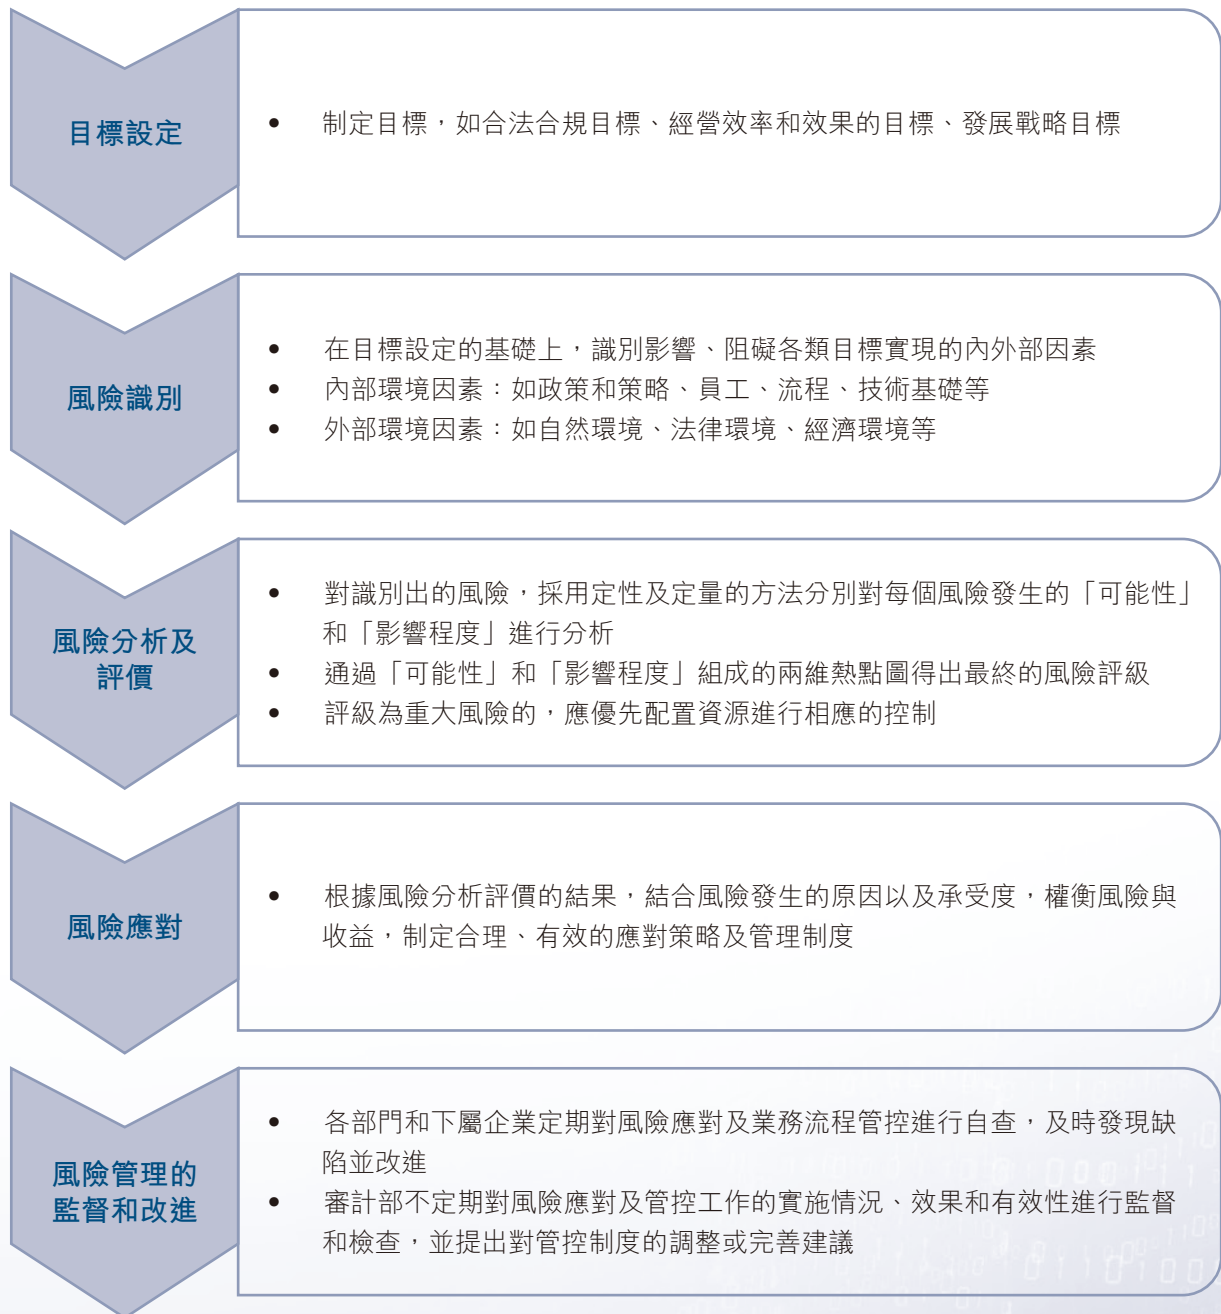 目標設定
• 制定目標，如合法合規目標、經營效率和效果的目標、發展戰略目標
風險識別
• 在目標設定的基礎上，識別影響、阻礙各類目標實現的內外部因素
• 內部環境因素：如政策和策略、員工、流程、技術基礎等
• 外部環境因素：如自然環境、法律環境、經濟環境等
風險分析及
評價
• 對識別出的風險，採用定性及定量的方法分別對每個風險發生的「可能性」
和「影響程度」進行分析
• 通過「可能性」和「影響程度」組成的兩維熱點圖得出最終的風險評級
• 評級為重大風險的，應優先配置資源進行相應的控制
風險應對
• 根據風險分析評價的結果，結合風險發生的原因以及承受度，權衡風險與
收益，制定合理、有效的應對策略及管理制度
風險管理的
監督和改進
• 各部門和下屬企業定期對風險應對及業務流程管控進行自查，及時發現缺
陷並改進
• 審計部不定期對風險應對及管控工作的實施情況、效果和有效性進行監督
和檢查，並提出對管控制度的調整或完善建議